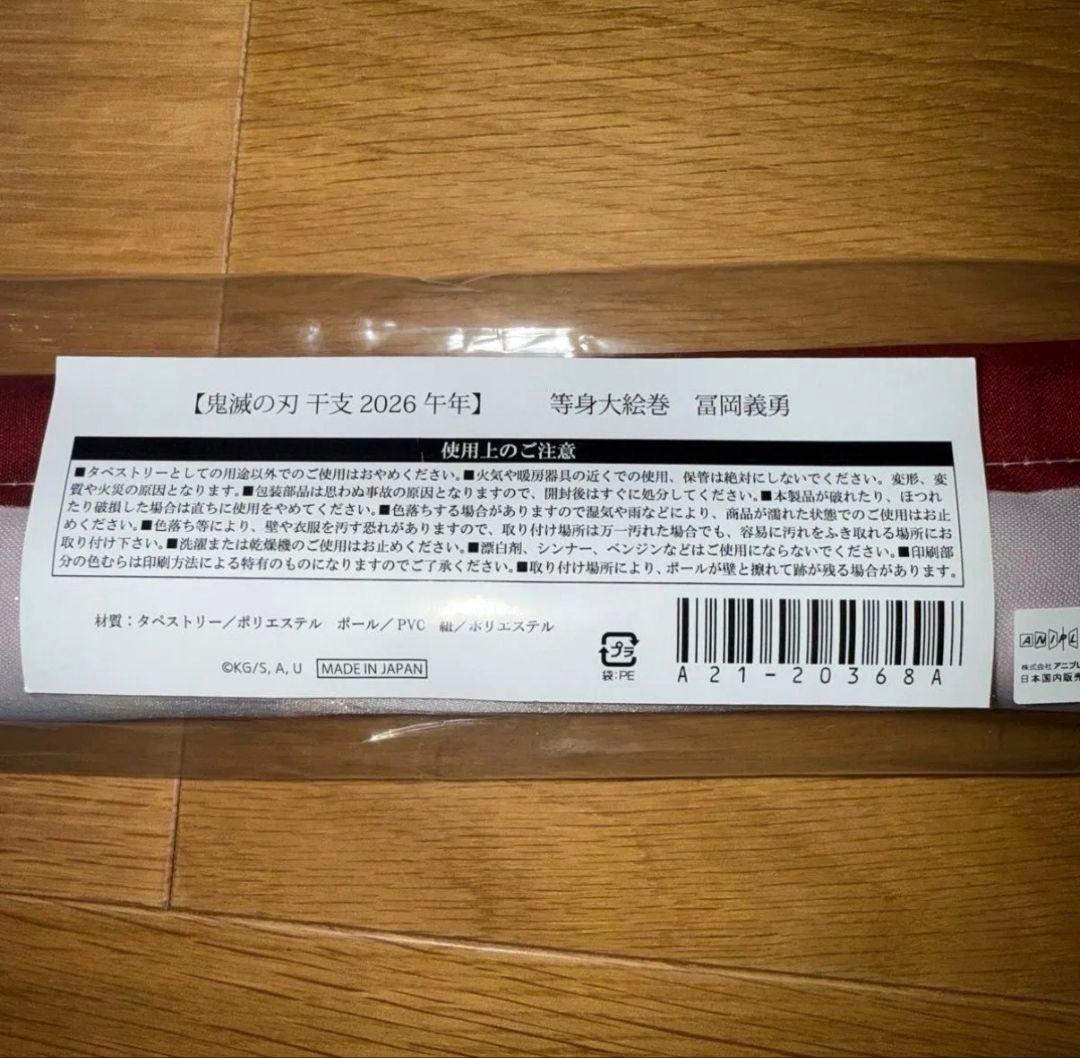 【鬼滅の刃 干支 2026 午年】 等身大絵巻 冨岡義勇
使用上のご注意
■タペストリーとしての用途以外でのご使用はおやめください。■火気や暖房器具の近くでの使用、保管は絶対にしないでください。変形、変
質や火災の原因となります。■包装部品は思わぬ事故の原因となりますので、開封後はすぐに処分してください。■本製品が破れたり、ほつれ
たり破損した場合は直ちに使用をやめてください。■色落ちする場合がありますので湿気や雨などにより、商品が濡れた状態でのご使用はお止
めください。■色落ち等により、壁や衣服を汚す恐れがありますので、取り付け場所は万一汚れた場合でも、容易に汚れをふき取れる場所にお
取り付け下さい。■洗濯または乾燥機のご使用はお止めください。■漂白剤、シンナー、ベンジンなどはご使用にならないでください。■印刷部
分の色むらは印刷方法による特有のものになりますのでご了承ください。■取り付け場所により、ポールが壁と擦れて跡が残る場合があります。
材質：タペストリー／ポリエステル ポール／PVC 紐／ポリエステル
©KG/S, A, U MADE IN JAPAN
プラ
袋:PE
A21-20368A
ANIPL
株式会社アニプレ
日本国内販売